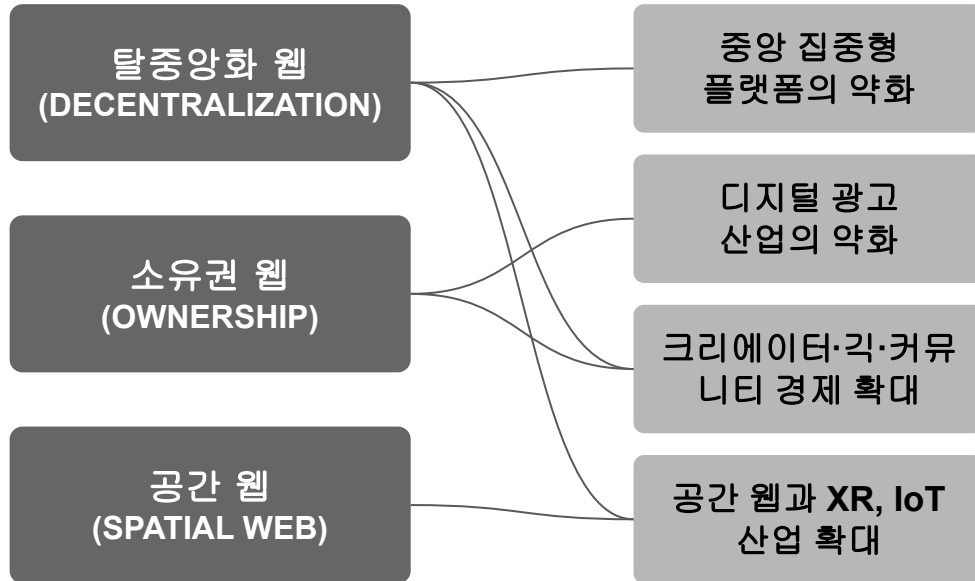 탈중앙화 웹
(DECENTRALIZATION)
소유권 웹
(OWNERSHIP)
공간 웹
(SPATIAL WEB)
중앙 집중형
플랫폼의 약화
디지털 광고
산업의 약화
크리에이터·긱·커뮤
니티 경제 확대
공간 웹과 XR, IoT
산업 확대